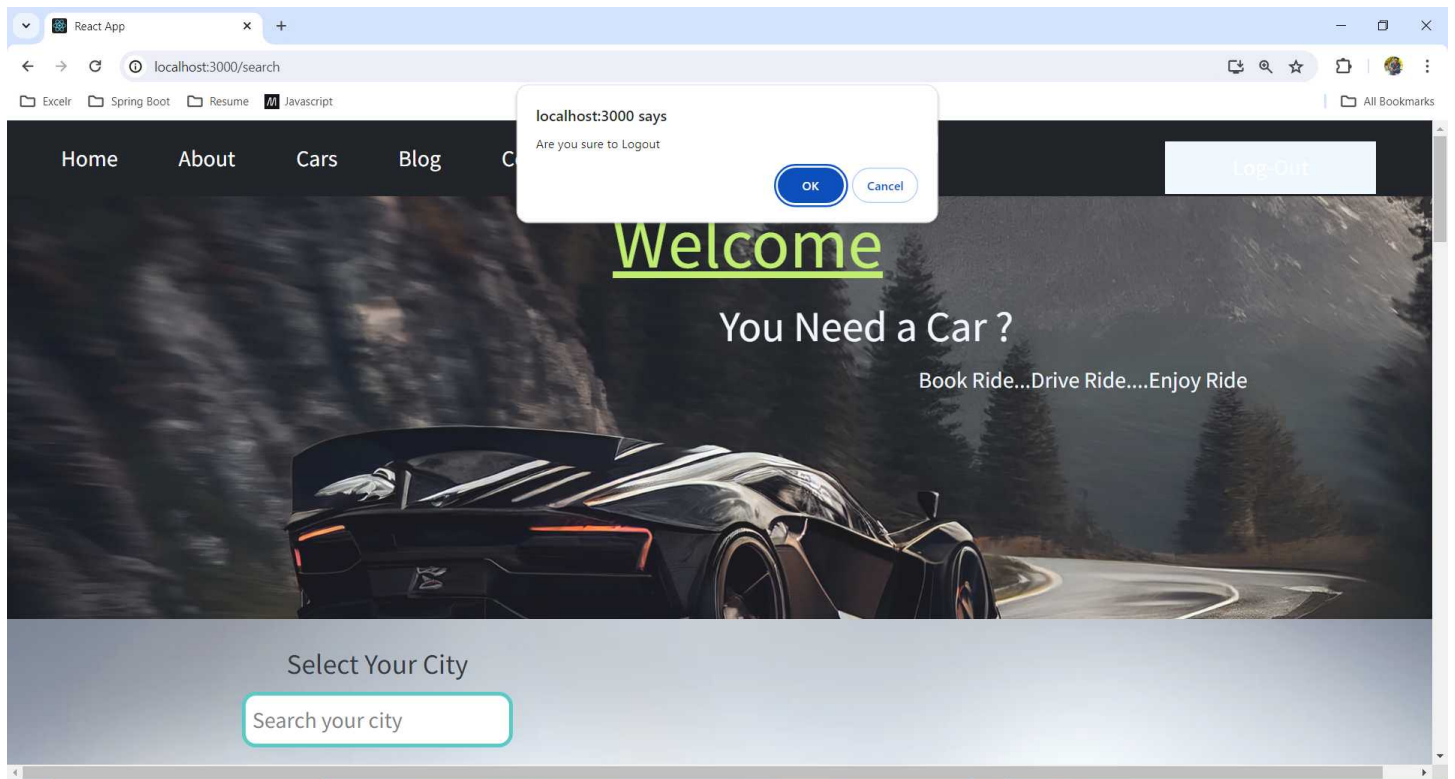 React App
localhost:3000/search
Excelr Spring Boot Resume M Javascript All Bookmarks
localhost:3000 says
Are you sure to Logout
OK Cancel
Home About Cars Blog Log-Out
Welcome
You Need a Car ?
Book Ride...Drive Ride....Enjoy Ride
Select Your City
Search your city